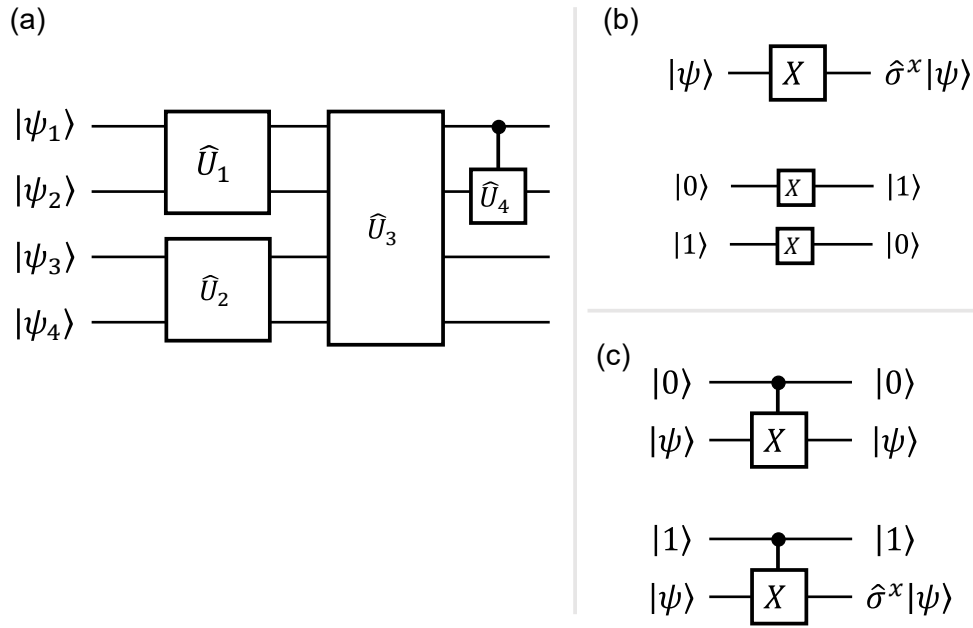 (a)
|ψ₁⟩
|ψ₂⟩
|ψ₃⟩
|ψ₄⟩
Û₁
Û₂
Û₃
Û₄
(b)
|ψ⟩ X σ̂ˣ|ψ⟩
|0⟩ X |1⟩
|1⟩ X |0⟩
(c)
|0⟩ |0⟩
|ψ⟩ X |ψ⟩
|1⟩ |1⟩
|ψ⟩ X σ̂ˣ|ψ⟩